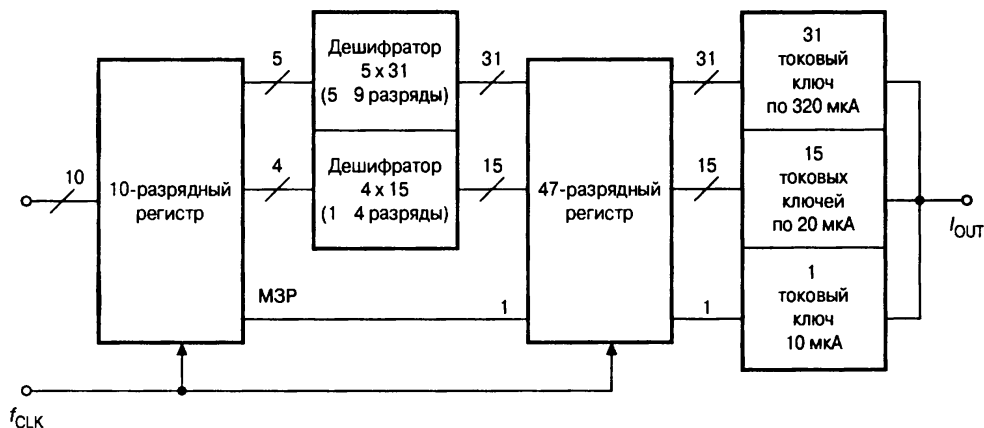 10
10-разрядный
регистр
5
4
Дешифратор
5 x 31
(5 9 разряды)
Дешифратор
4 x 15
(1 4 разряды)
МЗР
31
15
1
47-разрядный
регистр
31
15
1
31
токовый
ключ
по 320 мкА
15
токовых
ключей
по 20 мкА
1
токовый
ключ
10 мкА
IOUT
fCLK